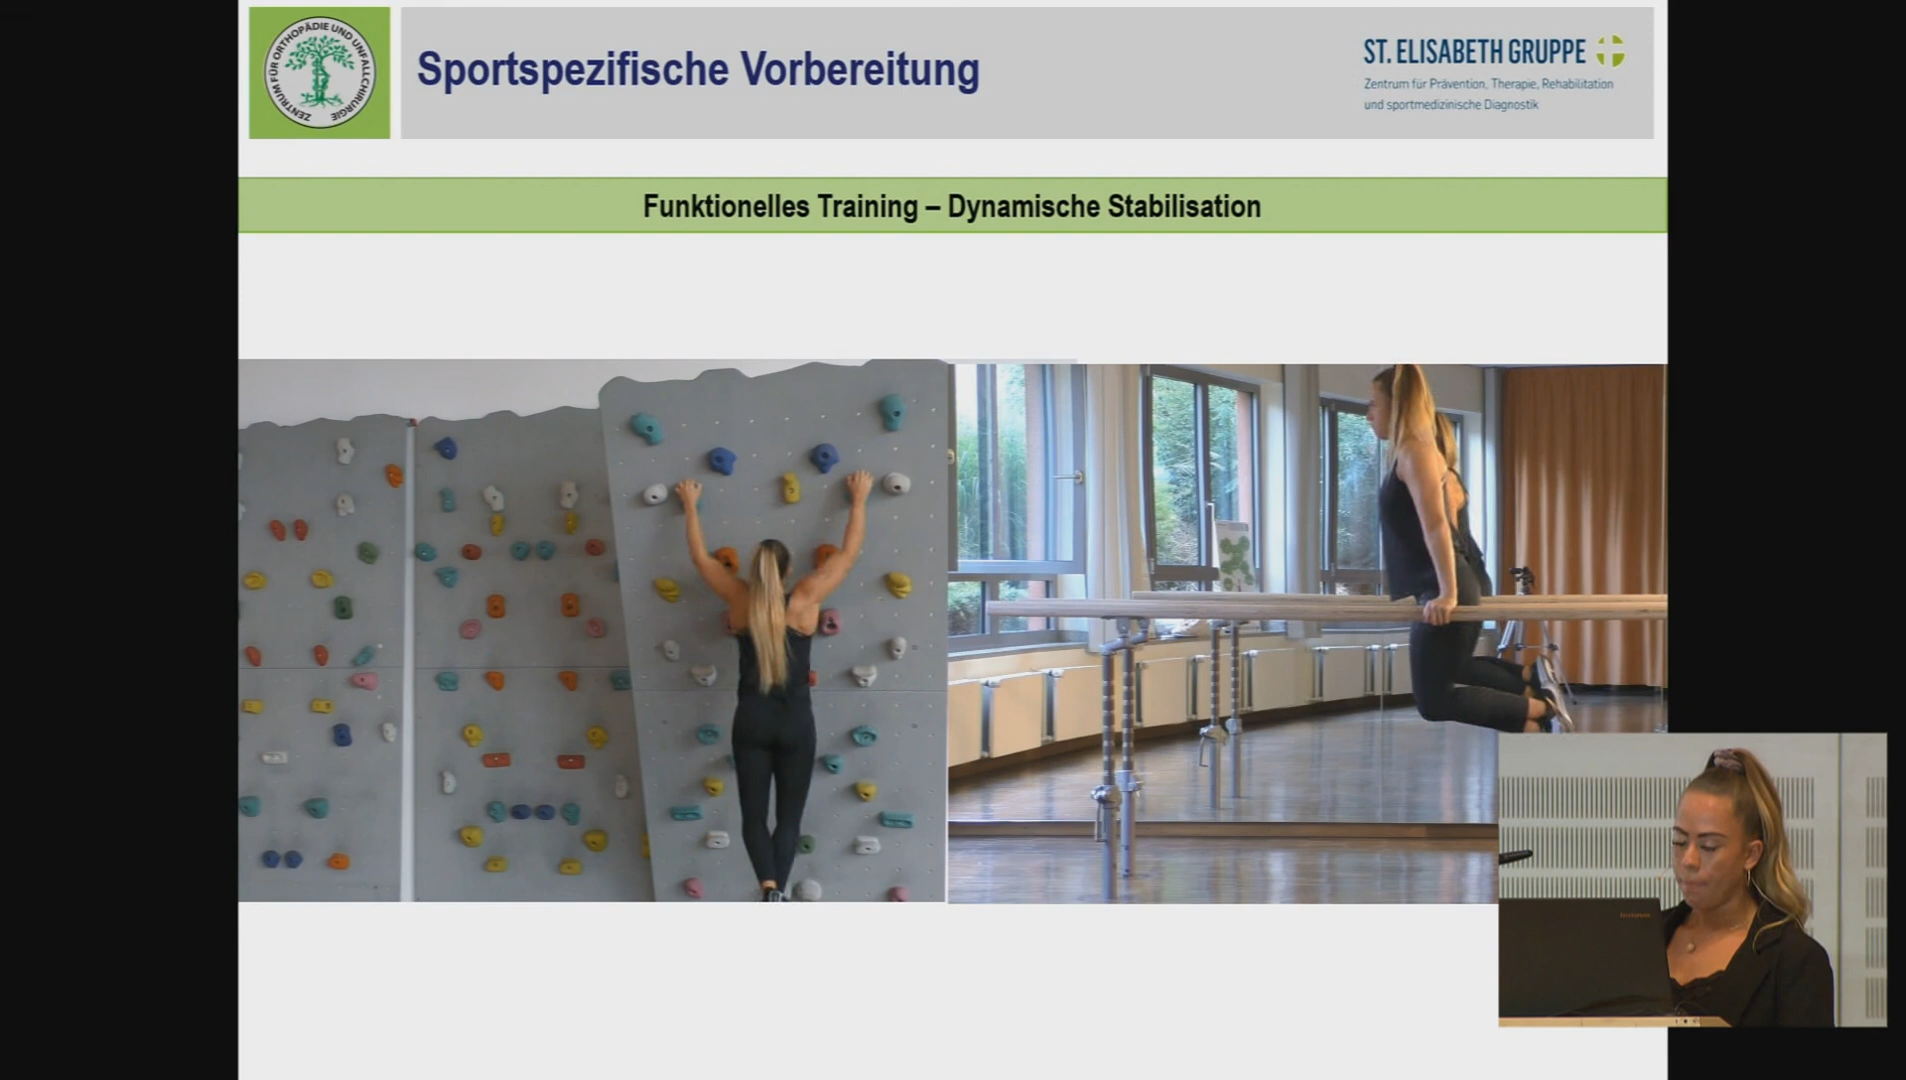 ZENTRUM FÜR ORTHOPÄDIE UND UNFALLCHIRURGIE
Sportspezifische Vorbereitung
ST. ELISABETH GRUPPE
Zentrum für Prävention, Therapie, Rehabilitation
und sportmedizinische Diagnostik
Funktionelles Training – Dynamische Stabilisation